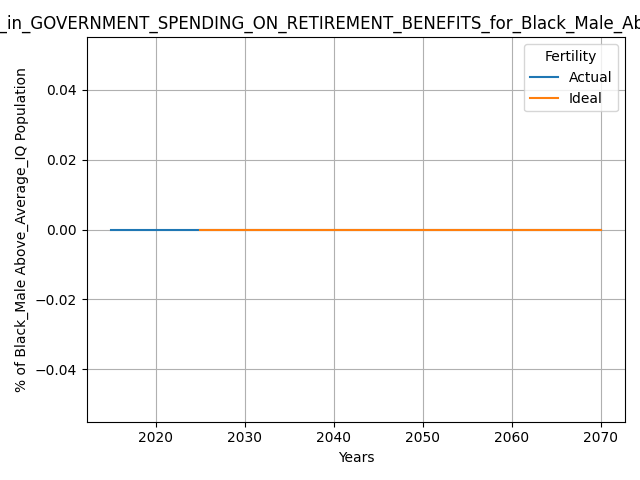 _in_GOVERNMENT_SPENDING_ON_RETIREMENT_BENEFITS_for_Black_Male_Ab
Fertility
Actual
Ideal
% of Black_Male Above_Average_IQ Population
0.04
0.02
0.00
−0.02
−0.04
2020 2030 2040 2050 2060 2070
Years